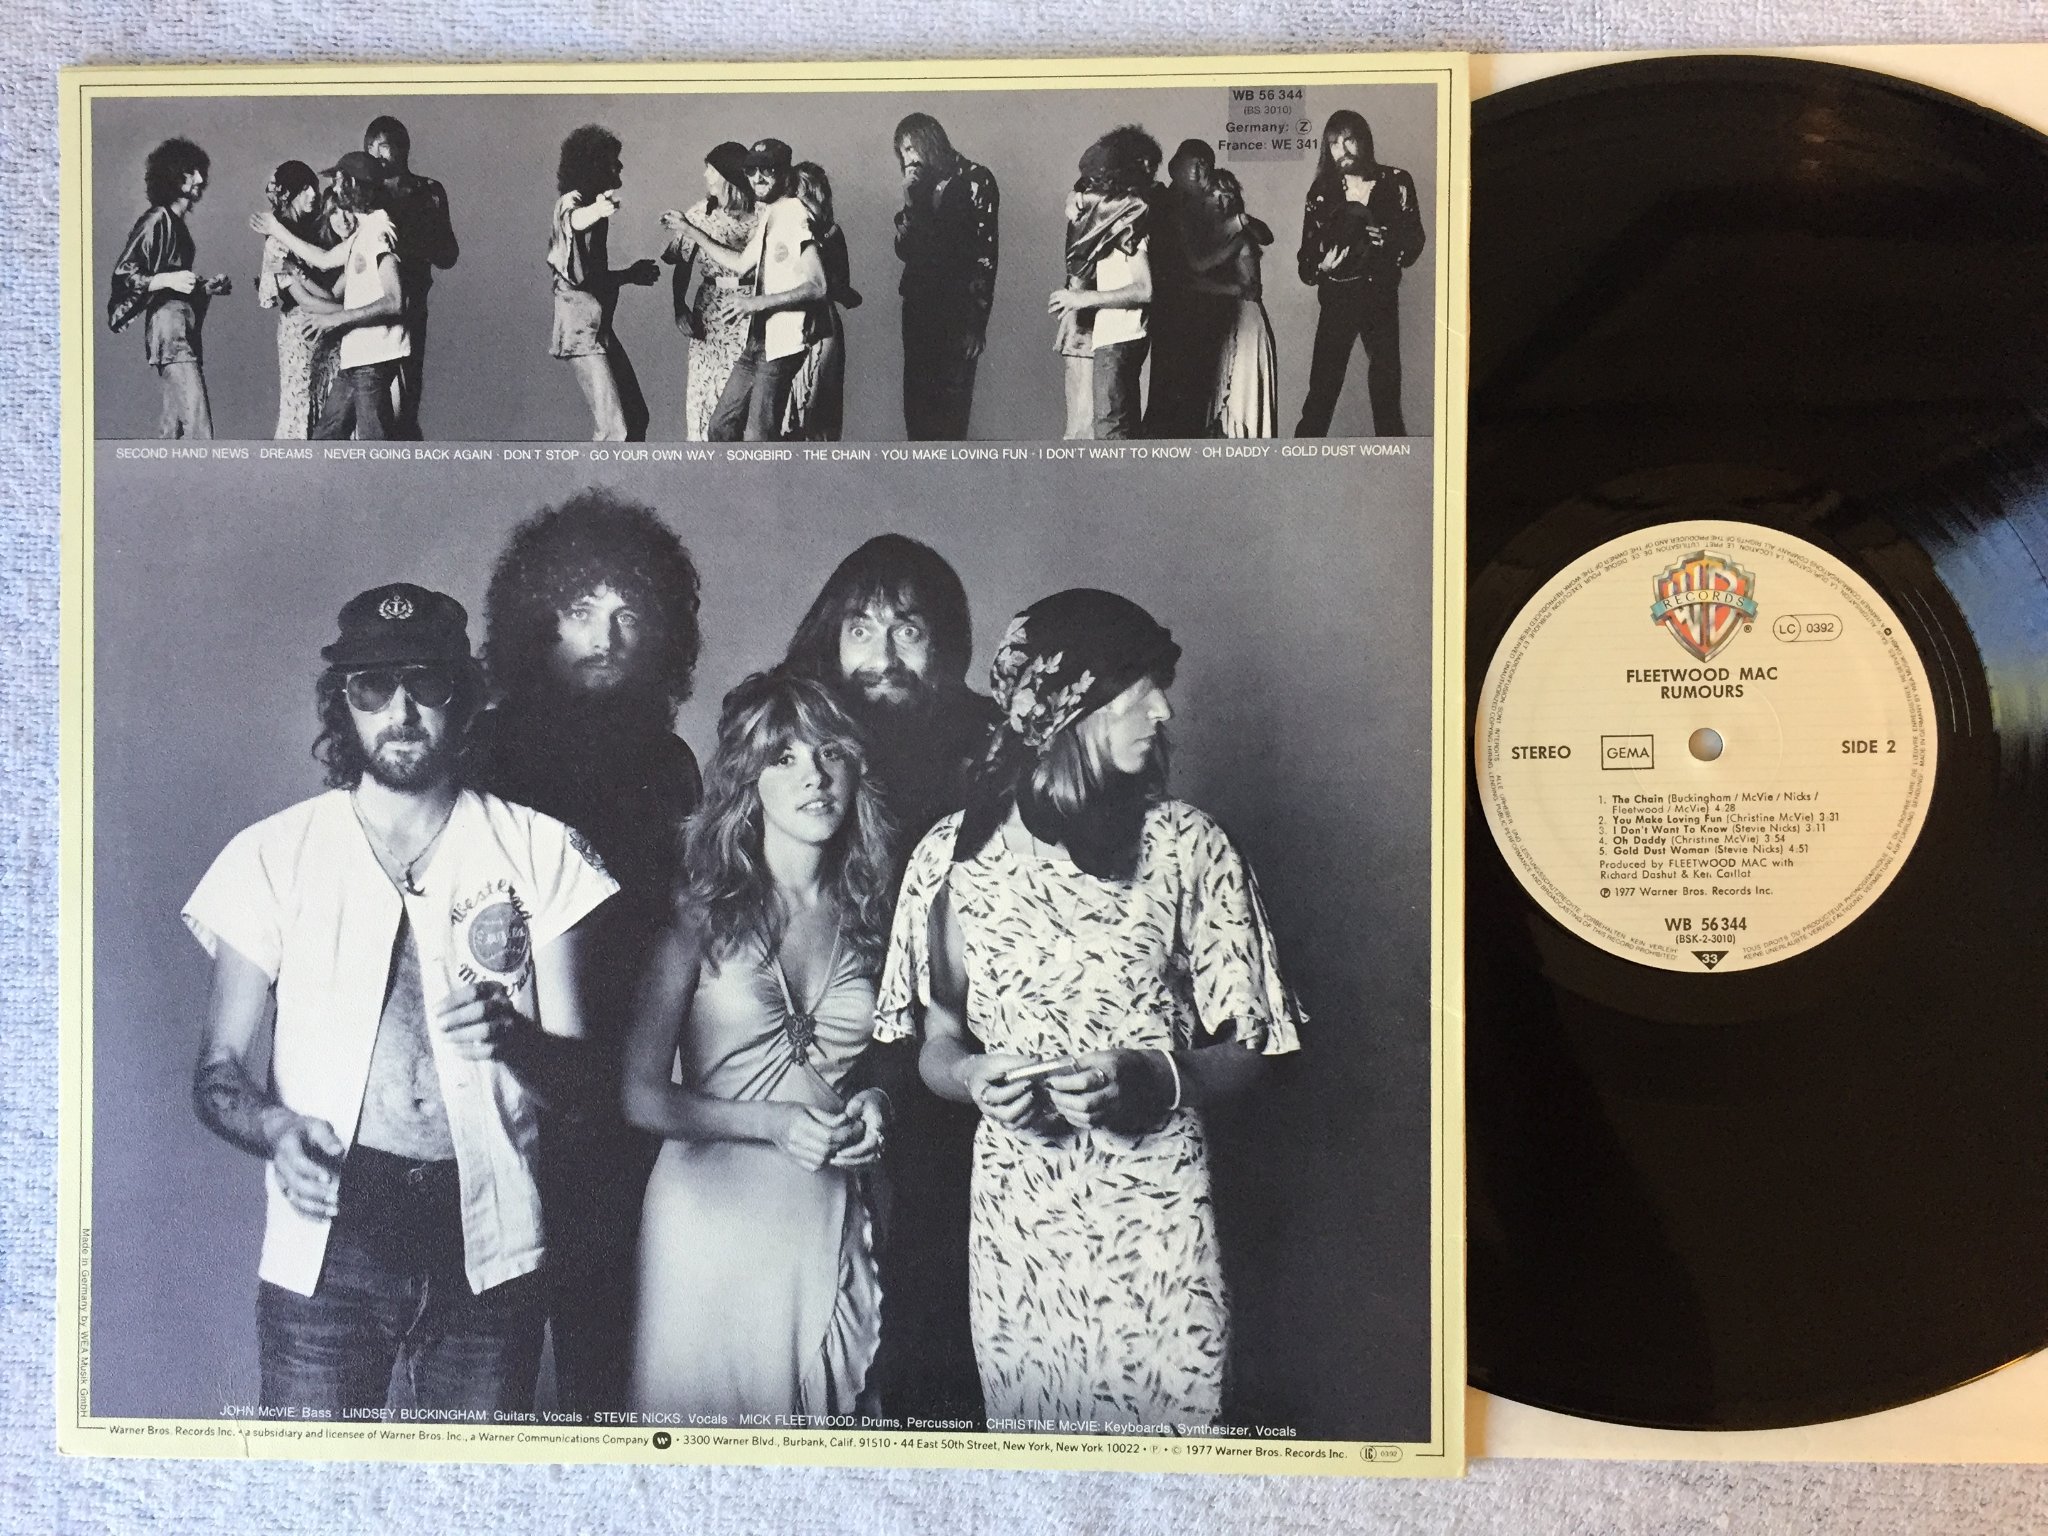 WB 56 344
(BS 3010)
Germany: Z
France: WE 341
SECOND HAND NEWS · DREAMS · NEVER GOING BACK AGAIN · DON'T STOP · GO YOUR OWN WAY · SONGBIRD · THE CHAIN · YOU MAKE LOVING FUN · I DON'T WANT TO KNOW · OH DADDY · GOLD DUST WOMAN
Eagles
JOHN McVIE: Bass · LINDSEY BUCKINGHAM: Guitars, Vocals · STEVIE NICKS: Vocals · MICK FLEETWOOD: Drums, Percussion · CHRISTINE McVIE: Keyboards, Synthesizer, Vocals
Warner Bros. Records Inc. • a subsidiary and licensee of Warner Bros. Inc., a Warner Communications Company • 3300 Warner Blvd., Burbank, Calif. 91510 • 44 East 50th Street, New York, New York 10022 • ℗ • © 1977 Warner Bros. Records Inc. LC 0392
Made in Germany by WEA Musik GmbH
WB
RECORDS
®
LC 0392
FLEETWOOD MAC
RUMOURS
STEREO GEMA SIDE 2
1. The Chain (Buckingham / McVie / Nicks /
Fleetwood / McVie) 4.28
2. You Make Loving Fun (Christine McVie) 3.31
3. I Don't Want To Know (Stevie Nicks) 3.11
4. Oh Daddy (Christine McVie) 3.54
5. Gold Dust Woman (Stevie Nicks) 4.51
Produced by FLEETWOOD MAC with
Richard Dashut & Ken Caillat
℗ 1977 Warner Bros. Records Inc.
WB 56 344
(BSK-2-3010)
33